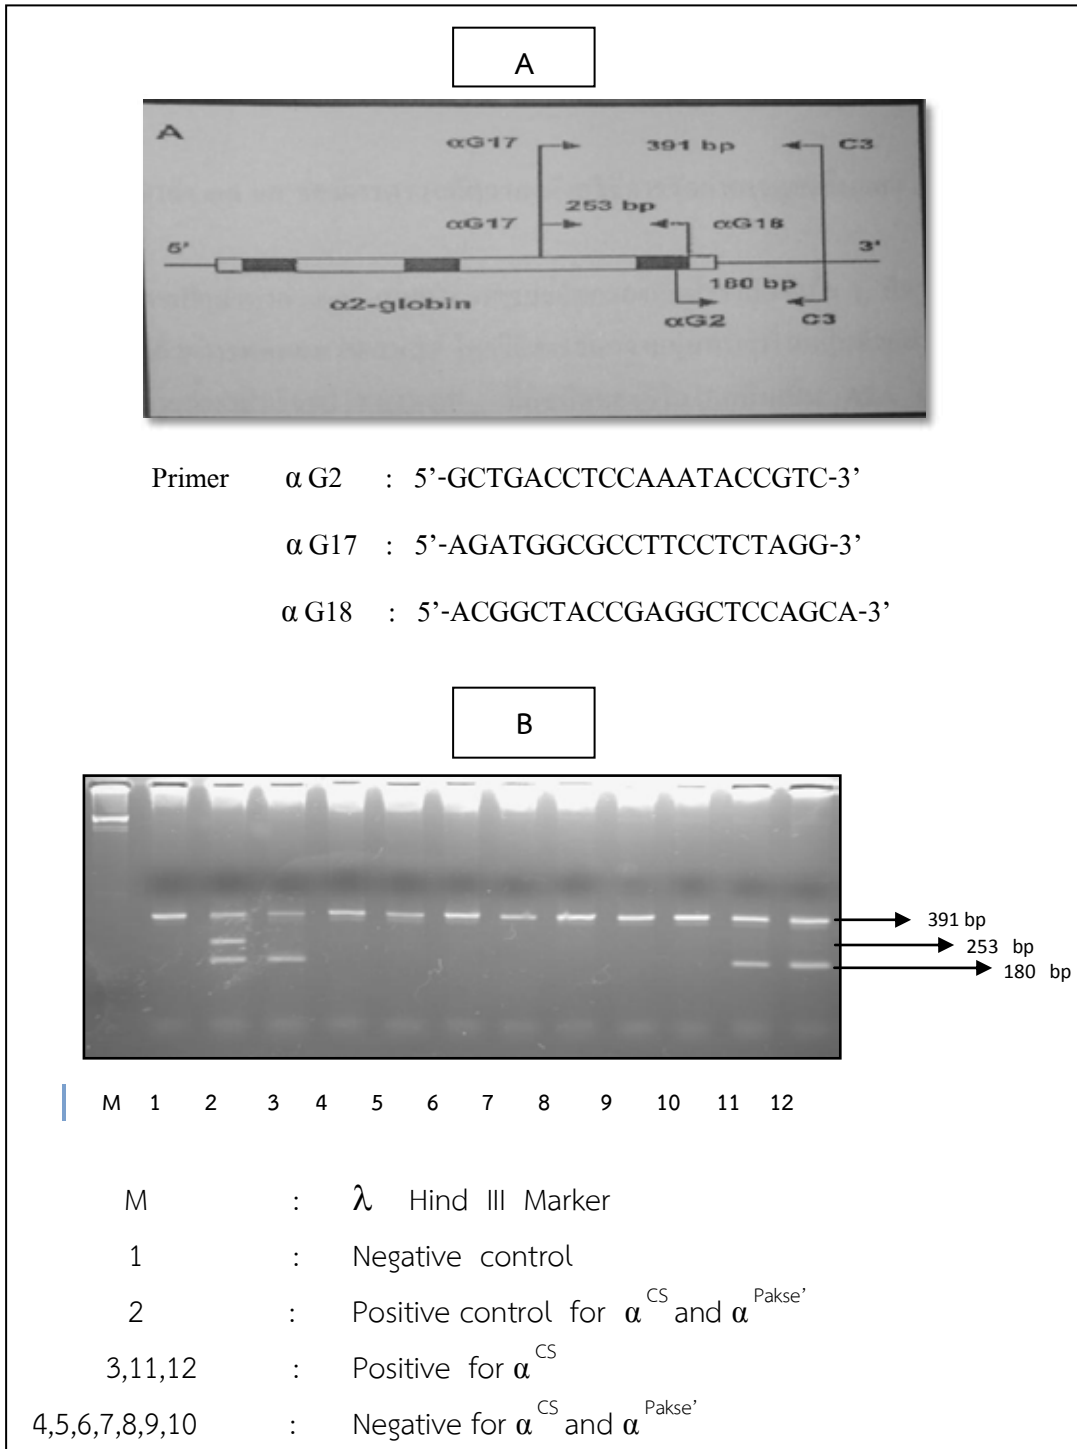 A
A
αG17
391 bp
C3
253 bp
αG17
αG18
5'
3'
180 bp
α2-globin
αG2
C3
Primer α G2 : 5’-GCTGACCTCCAAATACCGTC-3’
α G17 : 5’-AGATGGCGCCTTCCTCTAGG-3’
α G18 : 5’-ACGGCTACCGAGGCTCCAGCA-3’
B
391 bp
253 bp
180 bp
M 1 2 3 4 5 6 7 8 9 10 11 12
M : λ Hind III Marker
1 : Negative control
2 : Positive control for α CS and α Pakse’
3,11,12 : Positive for α CS
4,5,6,7,8,9,10 : Negative for α CS and α Pakse’